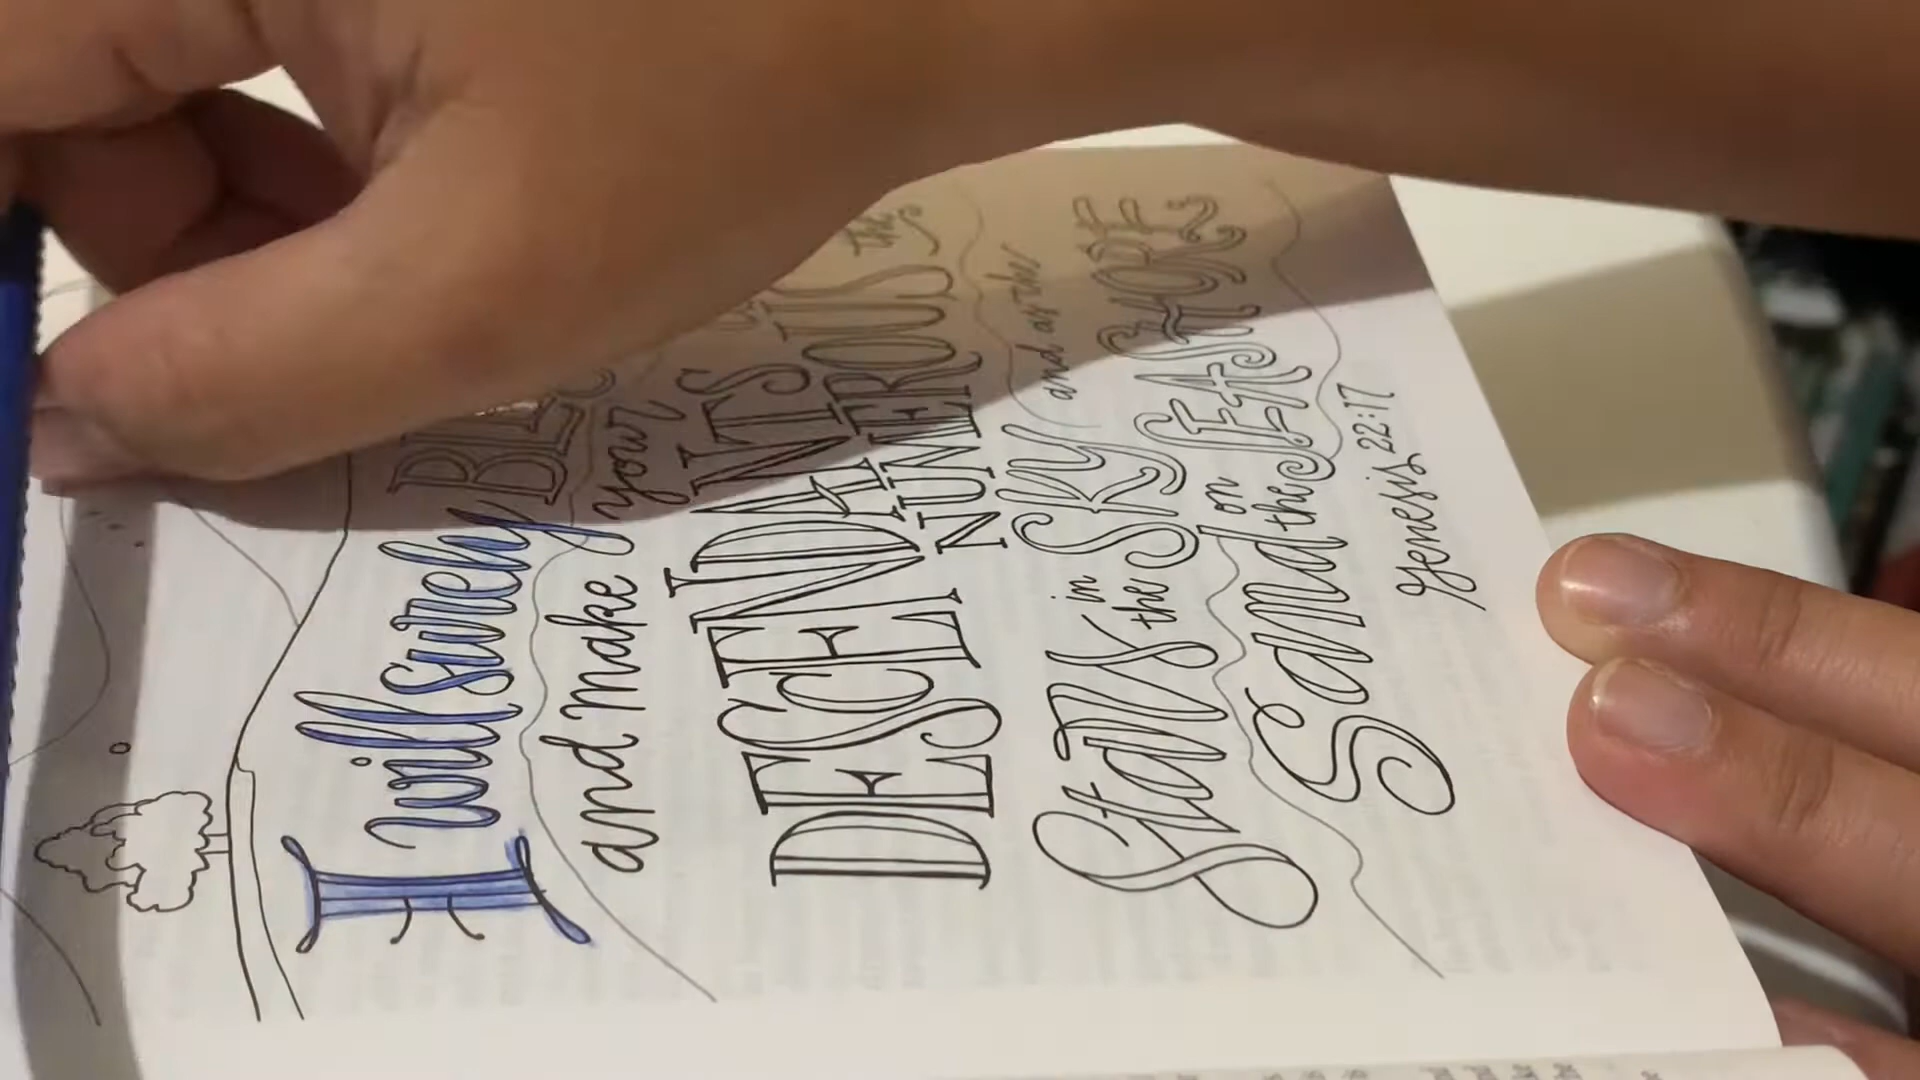 I will surely
and make your
DESCENDANTS
NUMEROUS the
Stars in the SKY and as the
Sand on the SEASHORE
Genesis 22:17